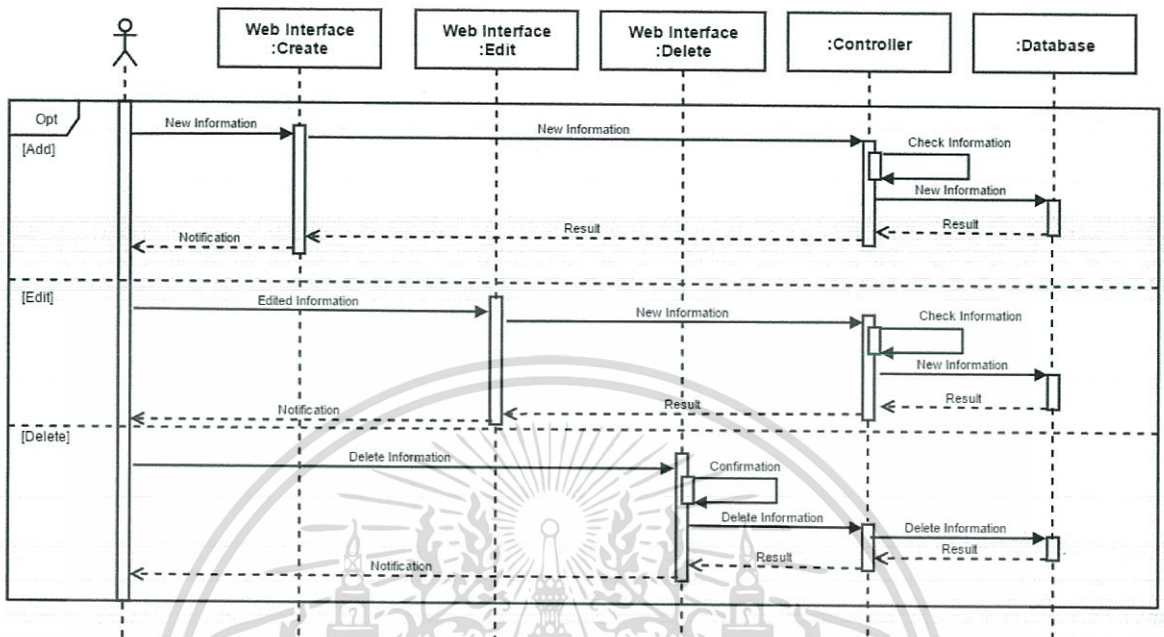 Web Interface
:Create
Web Interface
:Edit
Web Interface
:Delete
:Controller
:Database
Opt
[Add]
New Information
New Information
Check Information
New Information
Result
Result
Notification
[Edit]
Edited Information
New Information
Check Information
New Information
Result
Result
Notification
[Delete]
Delete Information
Confirmation
Delete Information
Delete Information
Result
Result
Notification